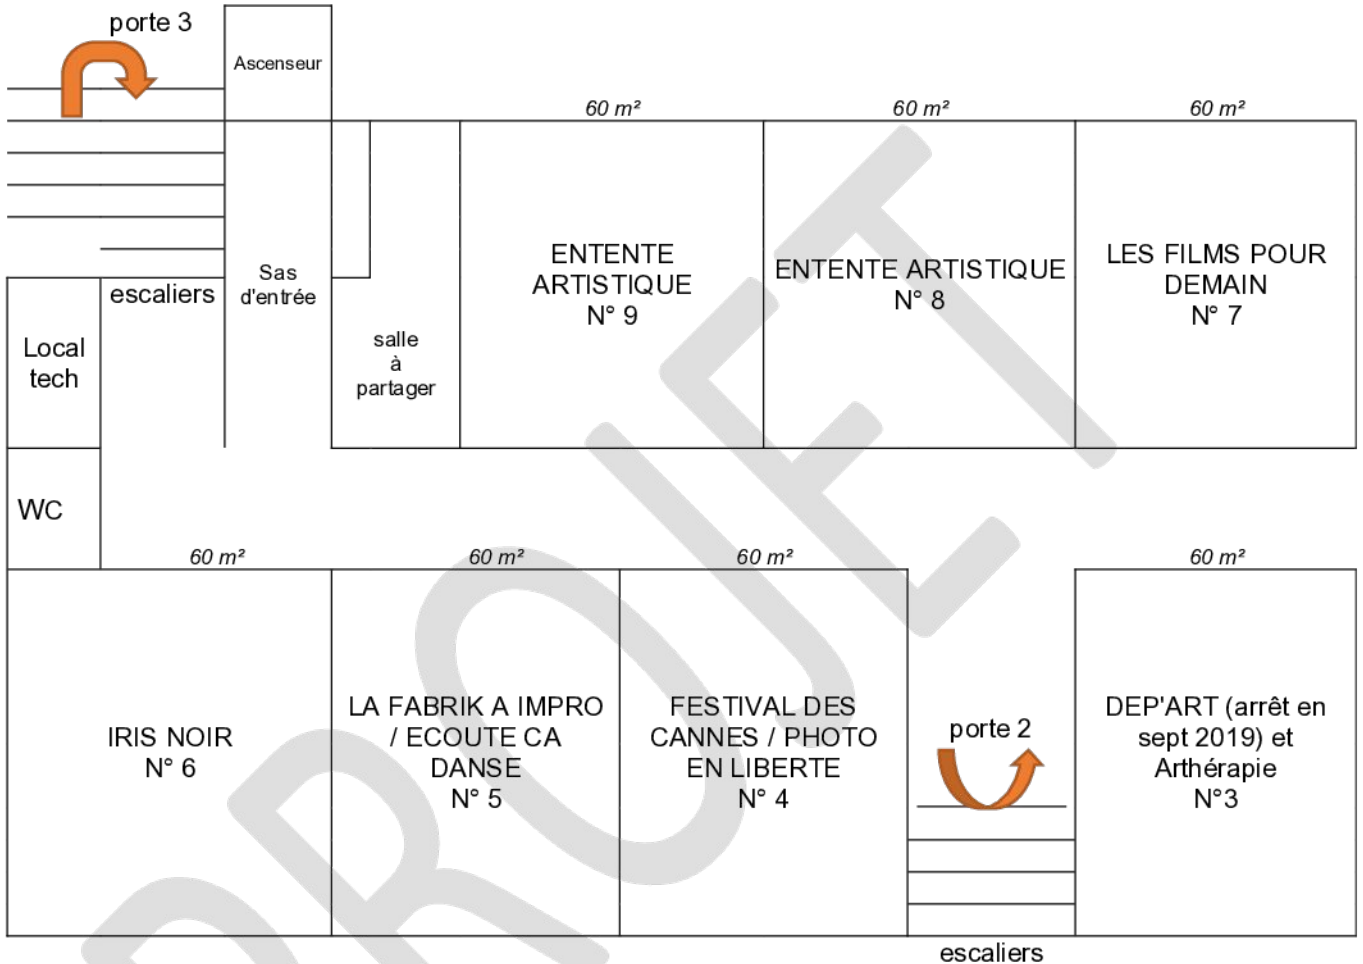 porte 3
Ascenseur
60 m²
60 m²
60 m²
ENTENTE
ARTISTIQUE
N° 9
ENTENTE ARTISTIQUE
N° 8
LES FILMS POUR
DEMAIN
N° 7
Sas
d'entrée
escaliers
salle
à
partager
Local
tech
WC
60 m²
60 m²
60 m²
60 m²
IRIS NOIR
N° 6
LA FABRIK A IMPRO
/ ECOUTE CA
DANSE
N° 5
FESTIVAL DES
CANNES / PHOTO
EN LIBERTE
N° 4
porte 2
DEP'ART (arrêt en
sept 2019) et
Arthérapie
N°3
escaliers
PROJET